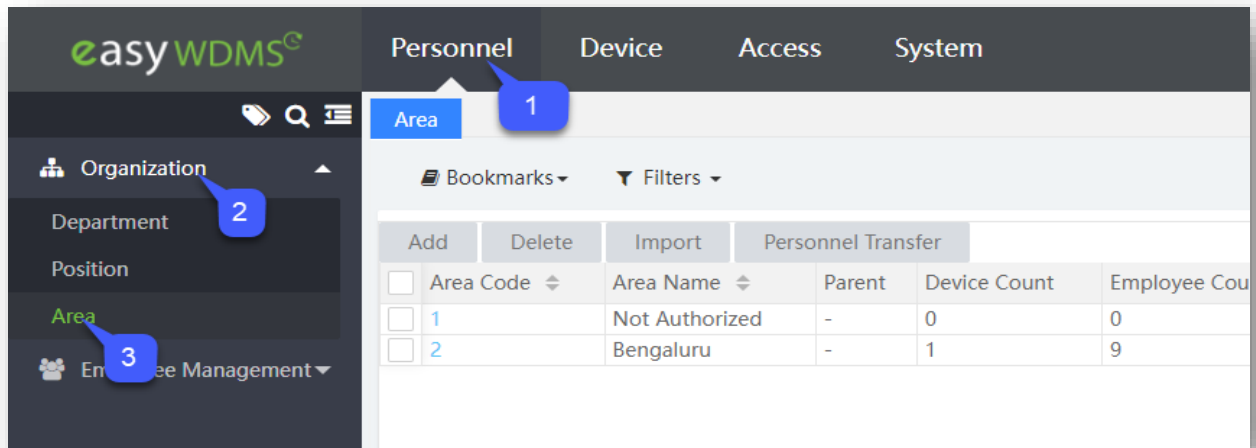 easy WDMS
Personnel Device Access System
1
Area
Organization
2
Bookmarks Filters
Department
Add Delete Import Personnel Transfer
Position
Area Code Area Name Parent Device Count Employee Cou
Area
1 Not Authorized - 0 0
2 Bengaluru - 1 9
3
Em ee Management